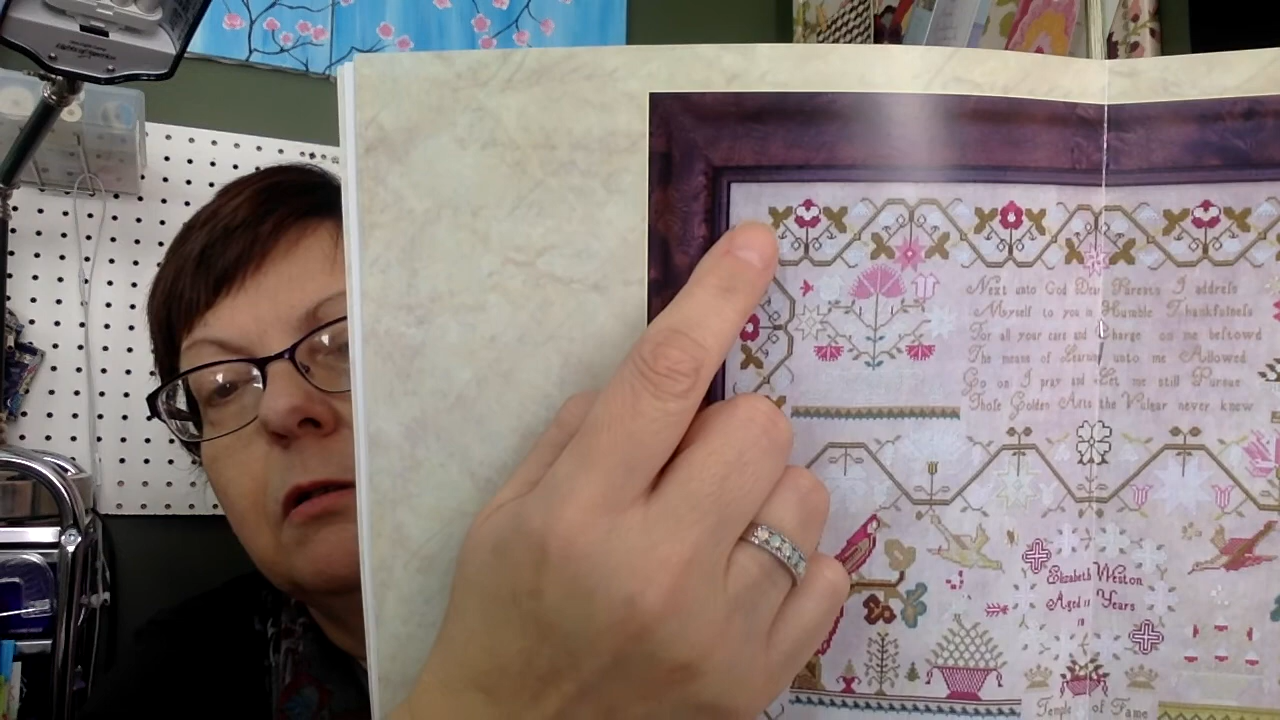 Next unto God Dear Parents I address
Myself to you in Humble Thankfulness
For all your care and Charge on me bestowd
The means of Learning unto me Allowed
Go on I pray and Let me still Pursue
Those Golden Arts the Vulgar never knew
Elizabeth Weston
Aged 11 Years
Temple of Fame